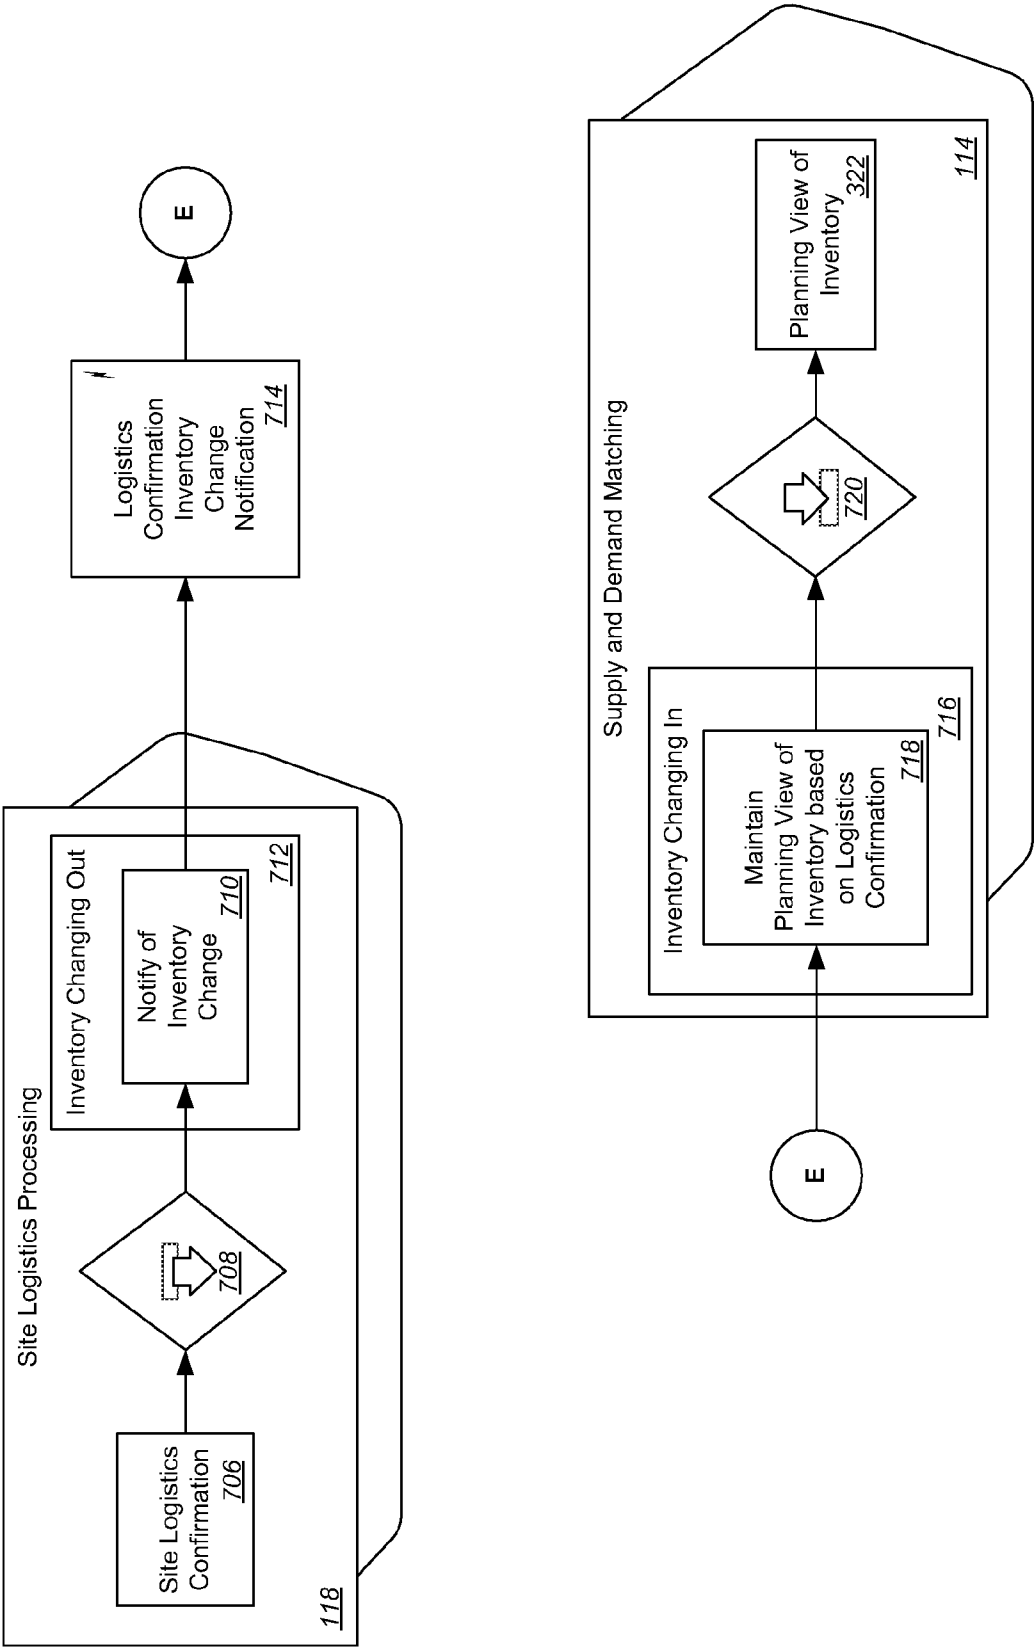 Site Logistics Processing
Site Logistics
Confirmation
706
708
Inventory Changing Out
Notify of
Inventory
Change
710
712
118
Logistics
Confirmation
Inventory
Change
Notification
714
E
E
Supply and Demand Matching
Inventory Changing In
Maintain
Planning View of
Inventory based
on Logistics
Confirmation
718
716
720
Planning View of
Inventory
322
114